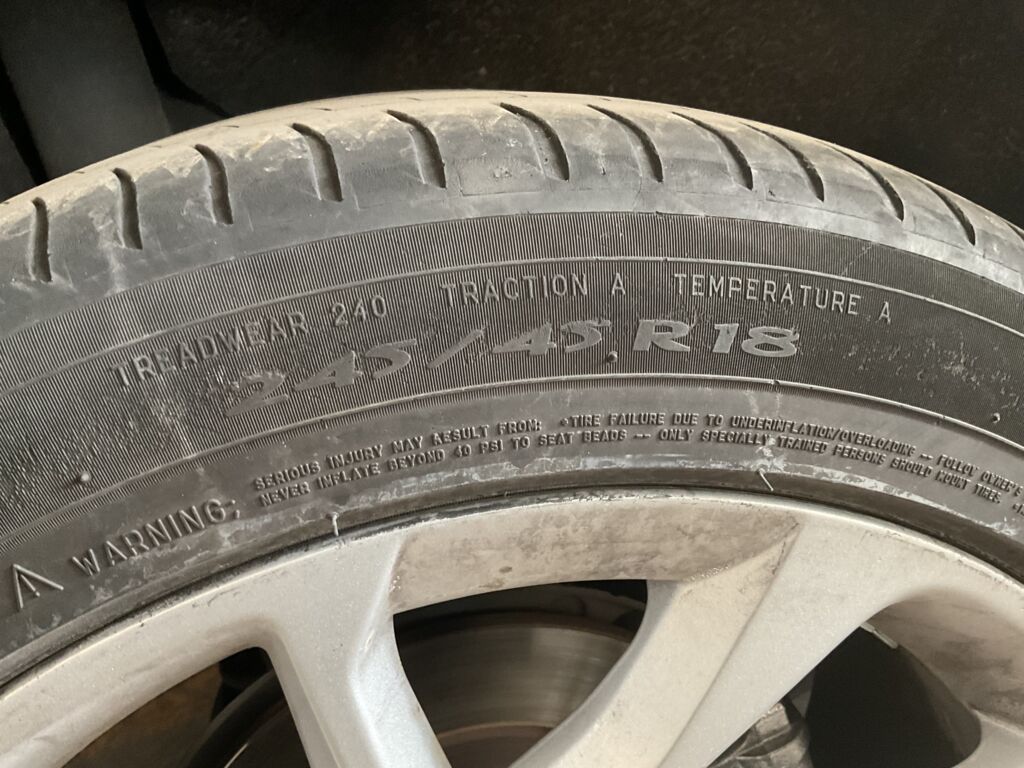 TREADWEAR 240 TRACTION A TEMPERATURE A
245/45 R18
WARNING:
SERIOUS INJURY MAY RESULT FROM: •TIRE FAILURE DUE TO UNDERINFLATION/OVERLOADING -- FOLLOW OWNER'S
NEVER INFLATE BEYOND 40 PSI TO SEAT BEADS -- ONLY SPECIALLY TRAINED PERSONS SHOULD MOUNT TIRES.